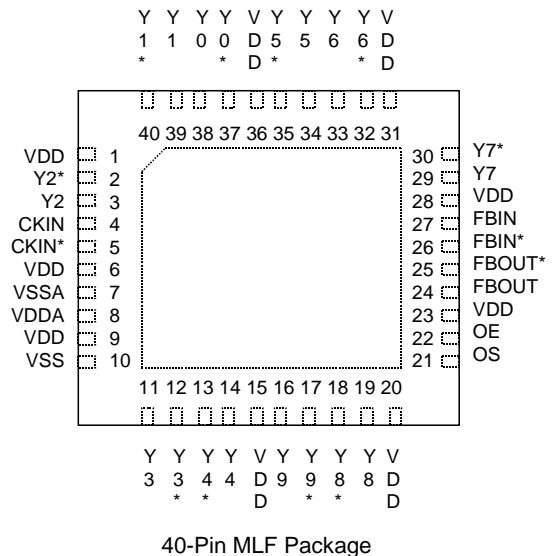 Y1* Y1 Y0 Y0* VDD Y5* Y5 Y6 Y6* VDD
40 39 38 37 36 35 34 33 32 31
VDD 1
Y2* 2
Y2 3
CKIN 4
CKIN* 5
VDD 6
VSSA 7
VDDA 8
VDD 9
VSS 10
30 Y7*
29 Y7
28 VDD
27 FBIN
26 FBIN*
25 FBOUT*
24 FBOUT
23 VDD
22 OE
21 OS
11 12 13 14 15 16 17 18 19 20
Y3 Y3* Y4* Y4 VDD Y9 Y9* Y8* Y8 VDD
40-Pin MLF Package